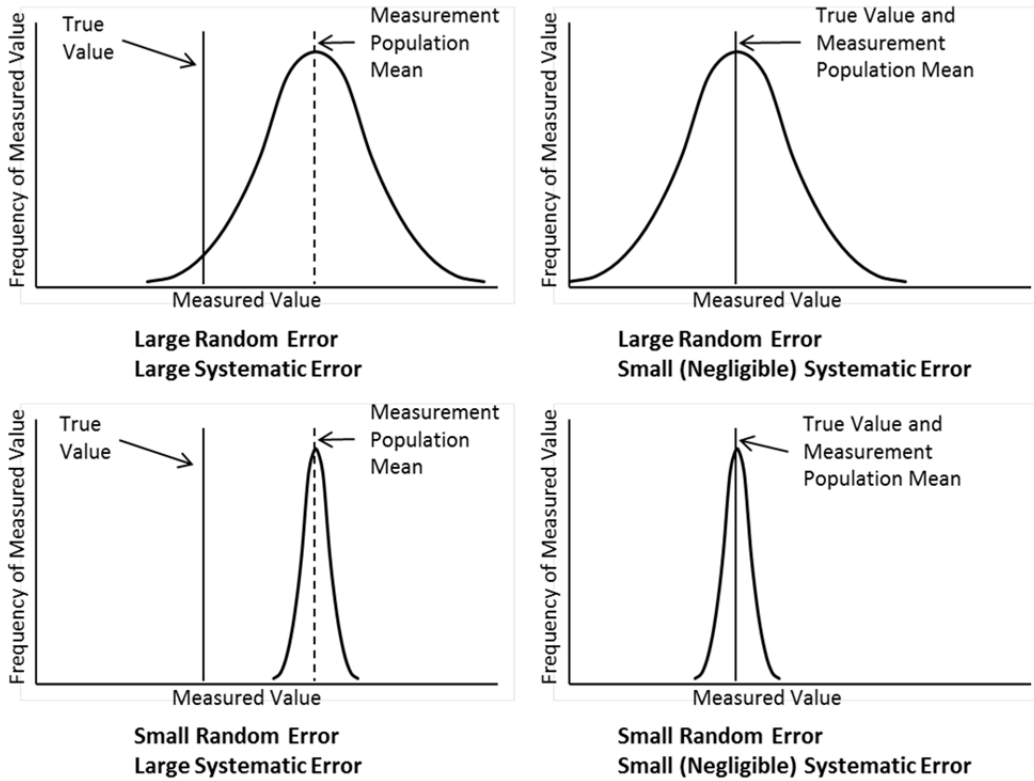 Frequency of Measured Value
True
Value
Measurement
Population
Mean
Measured Value
Large Random Error
Large Systematic Error
Frequency of Measured Value
True Value and
Measurement
Population Mean
Measured Value
Large Random Error
Small (Negligible) Systematic Error
Frequency of Measured Value
True
Value
Measurement
Population
Mean
Measured Value
Small Random Error
Large Systematic Error
Frequency of Measured Value
True Value and
Measurement
Population Mean
Measured Value
Small Random Error
Small (Negligible) Systematic Error